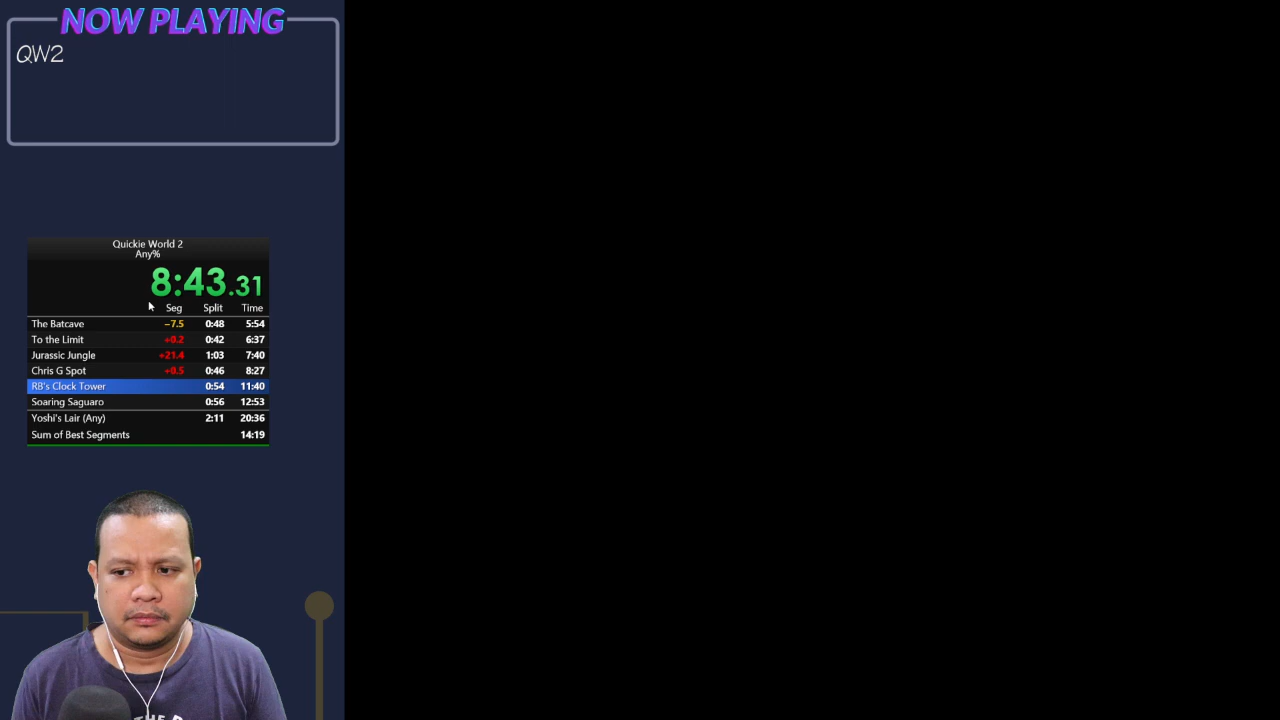 NOW PLAYING
QW2
Quickie World 2
Any%
8:43.31
Seg Split Time
The Batcave −7.5 0:48 5:54
To the Limit +0.2 0:42 6:37
Jurassic Jungle +21.4 1:03 7:40
Chris G Spot +0.5 0:46 8:27
RB's Clock Tower 0:54 11:40
Soaring Saguaro 0:56 12:53
Yoshi's Lair (Any) 2:11 20:36
Sum of Best Segments 14:19